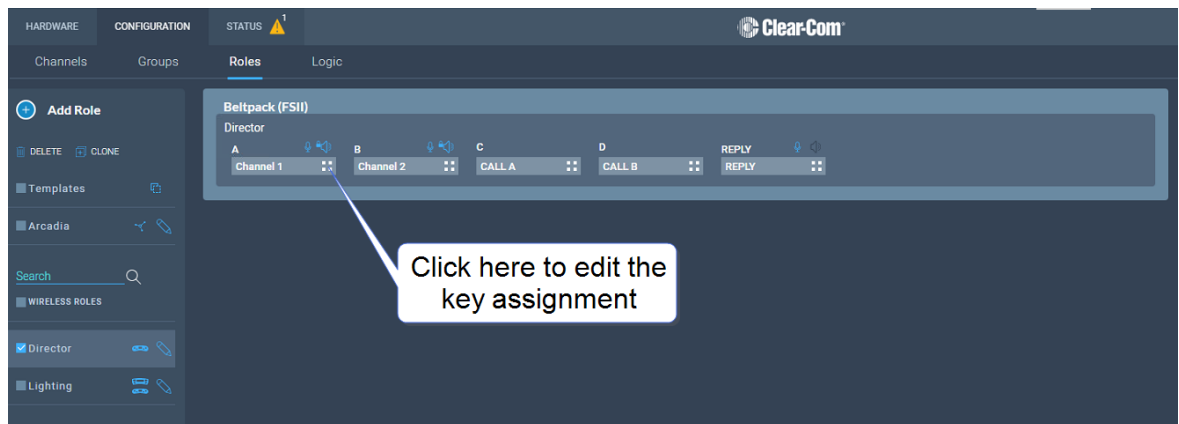 HARDWARE CONFIGURATION STATUS 1 Clear-Com
Channels Groups Roles Logic
Add Role
DELETE CLONE
Templates
Arcadia
Search
WIRELESS ROLES
Director
Lighting
Beltpack (FSII)
Director
A B C D REPLY
Channel 1 Channel 2 CALL A CALL B REPLY
Click here to edit the
key assignment